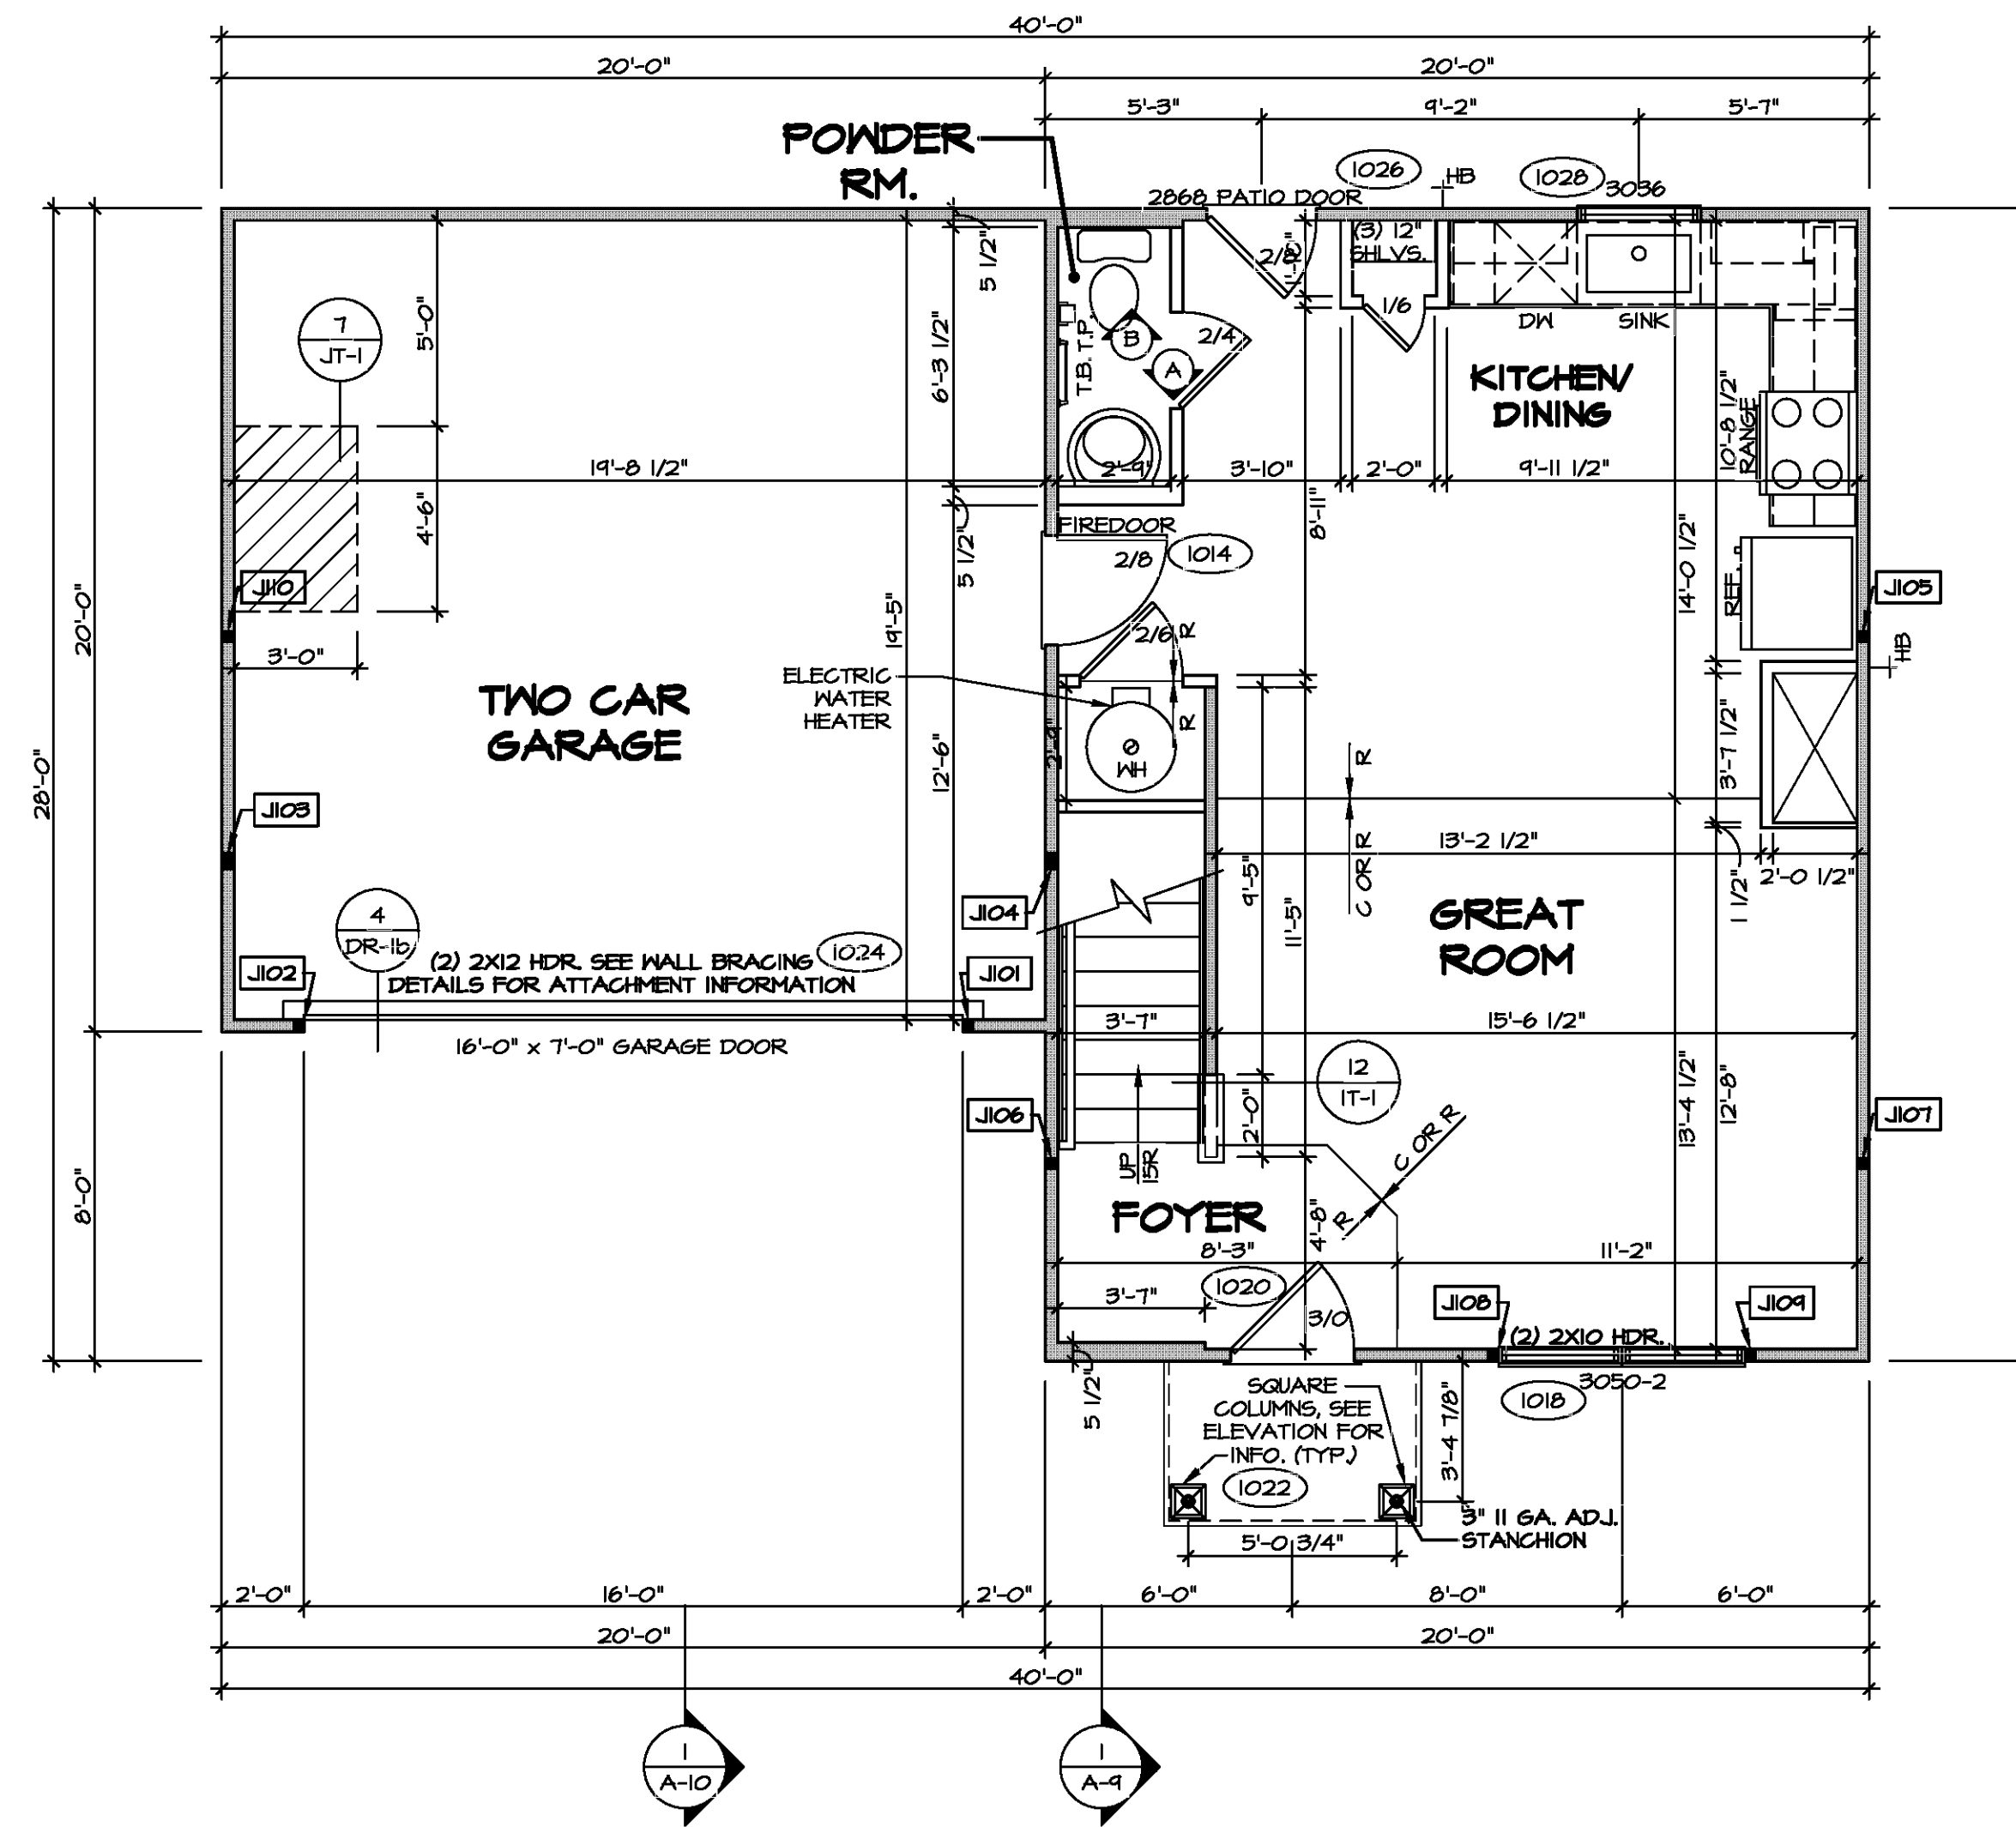 40'-0"
20'-0"
20'-0"
5'-3"
9'-2"
5'-7"
POWDER
RM.
1026
HB
1028
3036
2868 PATIO DOOR
(3) 12"
SHLVS.
2/8
5 1/2"
1/6
DW
SINK
7
JT-1
5'-0"
6'-3 1/2"
T.B. T.P.
B
A
2/4
KITCHEN/
DINING
10'-8 1/2"
RANGE
19'-8 1/2"
2'-9"
3'-10"
2'-0"
9'-11 1/2"
4'-6"
5 1/2"
FIREDOOR
2/8
1014
8'-11"
14'-0 1/2"
REF.
J110
J105
20'-0"
19'-5"
2/6
R
HB
3'-0"
ELECTRIC
WATER
HEATER
TWO CAR
GARAGE
R
2'-9"
WH
28'-0"
12'-6"
3'-7 1/2"
R
J103
13'-2 1/2"
C OR R
9'-5"
11'-5"
1 1/2"
2'-0 1/2"
GREAT
ROOM
J104
4
DR-1b
1024
(2) 2X12 HDR. SEE WALL BRACING
DETAILS FOR ATTACHMENT INFORMATION
J102
J101
3'-7"
15'-6 1/2"
16'-0" x 7'-0" GARAGE DOOR
12
1T-1
13'-4 1/2"
12'-8"
J106
J107
2'-0"
UP
15R
C OR R
R
8'-0"
FOYER
4'-8"
8'-3"
11'-2"
3'-7"
1020
3/0
J108
J109
(2) 2X10 HDR.
5 1/2"
SQUARE
COLUMNS, SEE
ELEVATION FOR
INFO. (TYP.)
3050-2
1018
3'-4 7/8"
1022
3" 11 GA. ADJ.
STANCHION
5'-0 3/4"
2'-0"
16'-0"
2'-0"
6'-0"
8'-0"
6'-0"
20'-0"
20'-0"
40'-0"
1
A-10
1
A-9